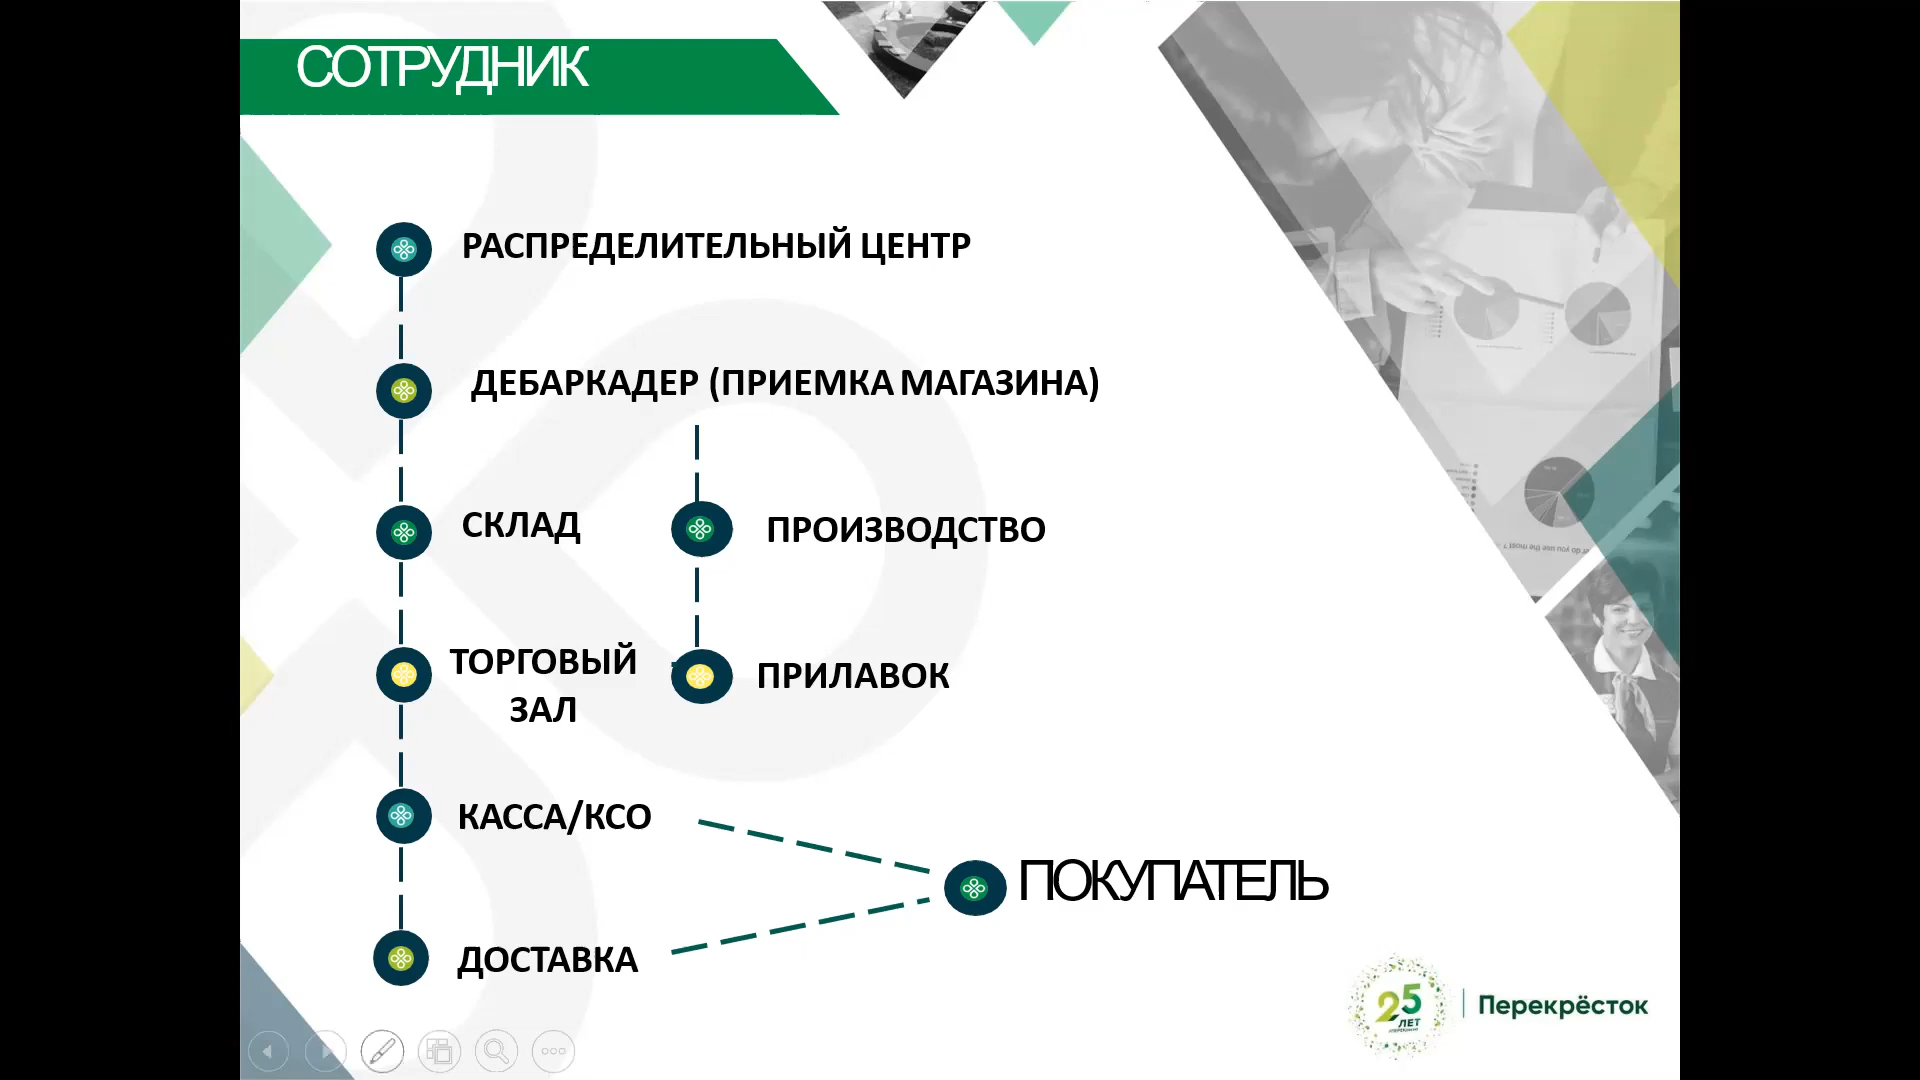 СОТРУДНИК
РАСПРЕДЕЛИТЕЛЬНЫЙ ЦЕНТР
ДЕБАРКАДЕР (ПРИЕМКА МАГАЗИНА)
СКЛАД
ПРОИЗВОДСТВО
ТОРГОВЫЙ
ЗАЛ
ПРИЛАВОК
КАССА/КСО
ПОКУПАТЕЛЬ
ДОСТАВКА
25
ЛЕТ
Перекрёсток